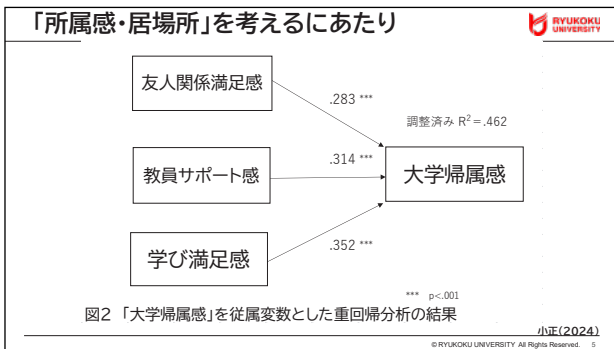 「所属感・居場所」を考えるにあたり
RYUKOKU
UNIVERSITY
友人関係満足感
.283 ***
調整済み R²=.462
教員サポート感
.314 ***
大学帰属感
学び満足感
.352 ***
*** p<.001
図2 「大学帰属感」を従属変数とした重回帰分析の結果
小正(2024)
© RYUKOKU UNIVERSITY All Rights Reserved. 5